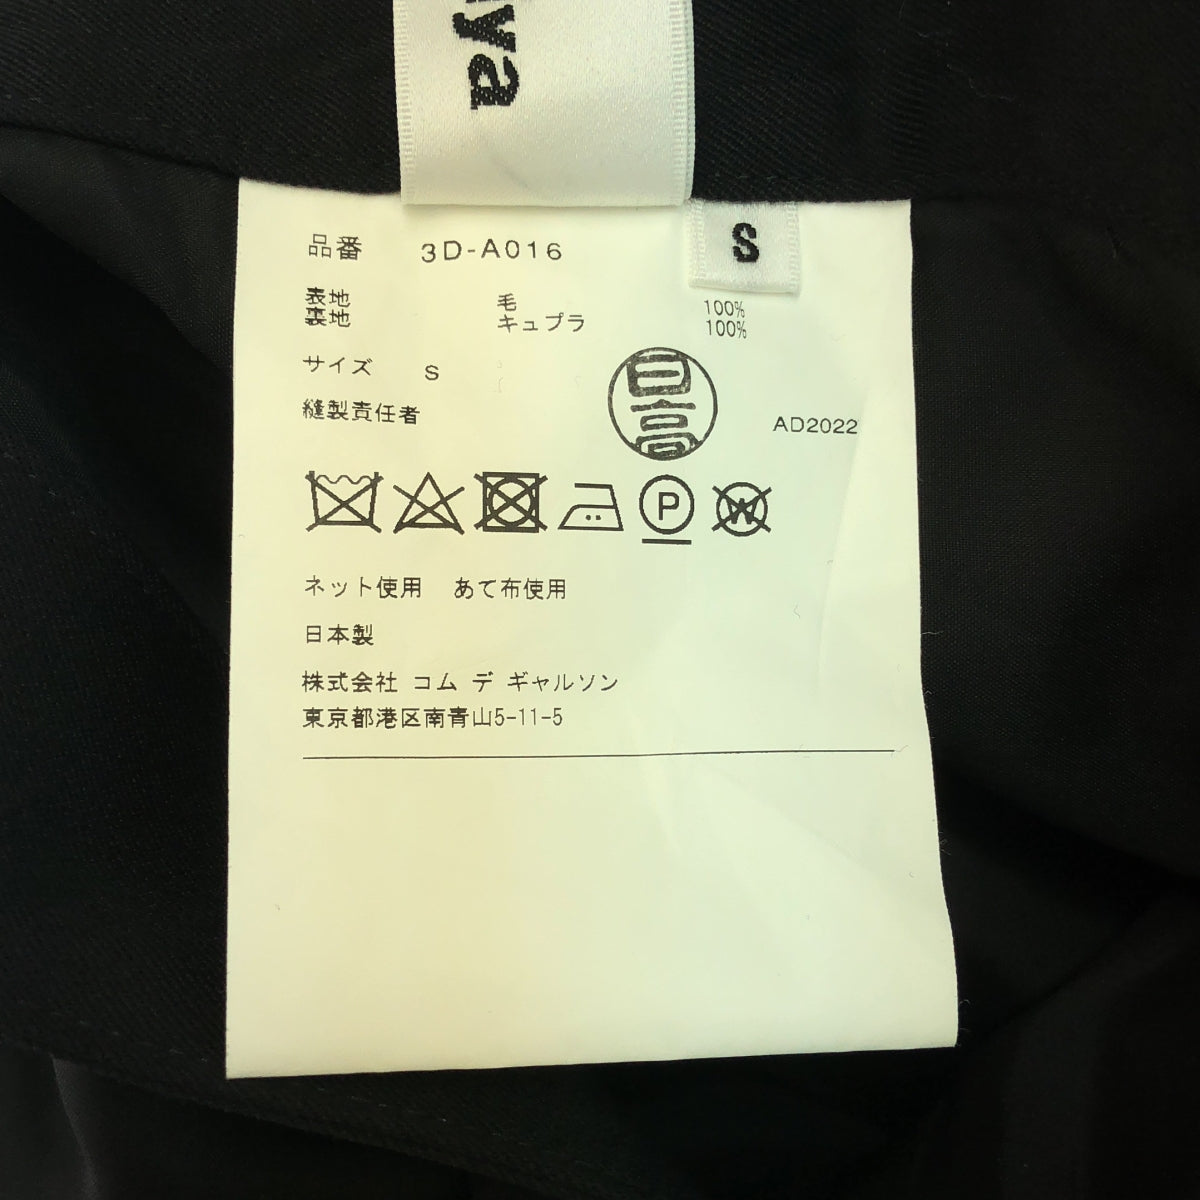 ya
S
品番 3D-A016
表地 毛 100%
裏地 キュプラ 100%
サイズ S
縫製責任者 日髙 AD2022
P
W
ネット使用 あて布使用
日本製
株式会社 コム デ ギャルソン
東京都港区南青山5-11-5